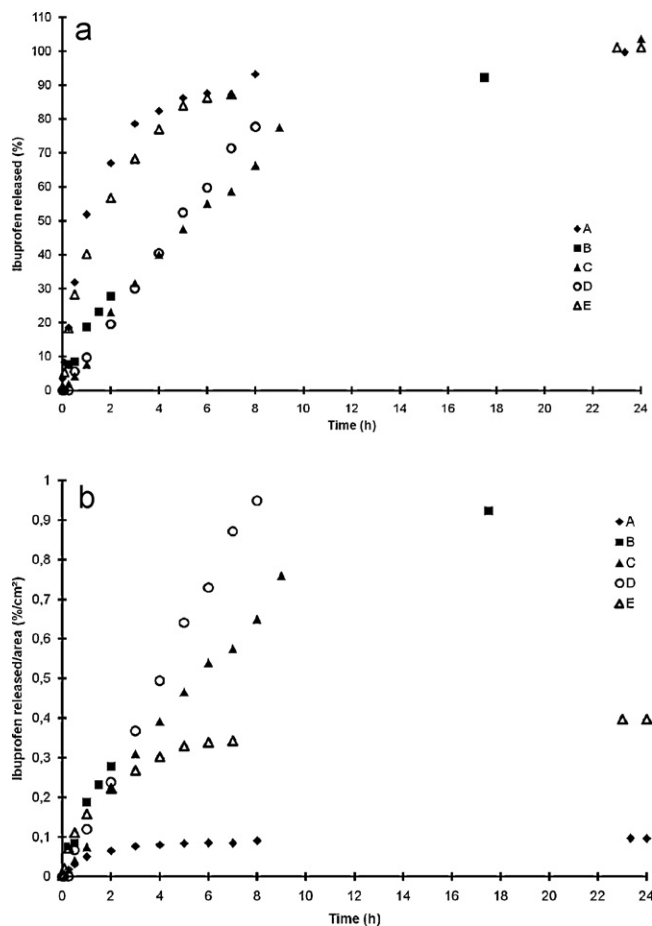 a
Ibuprofen released (%)
110
100
90
80
70
60
50
40
30
20
10
0
0 2 4 6 8 10 12 14 16 18 20 22 24
Time (h)
A
B
C
D
E
b
Ibuprofen released/area (%/cm²)
1
0,9
0,8
0,7
0,6
0,5
0,4
0,3
0,2
0,1
0
0 2 4 6 8 10 12 14 16 18 20 22 24
Time (h)
A
B
C
D
E